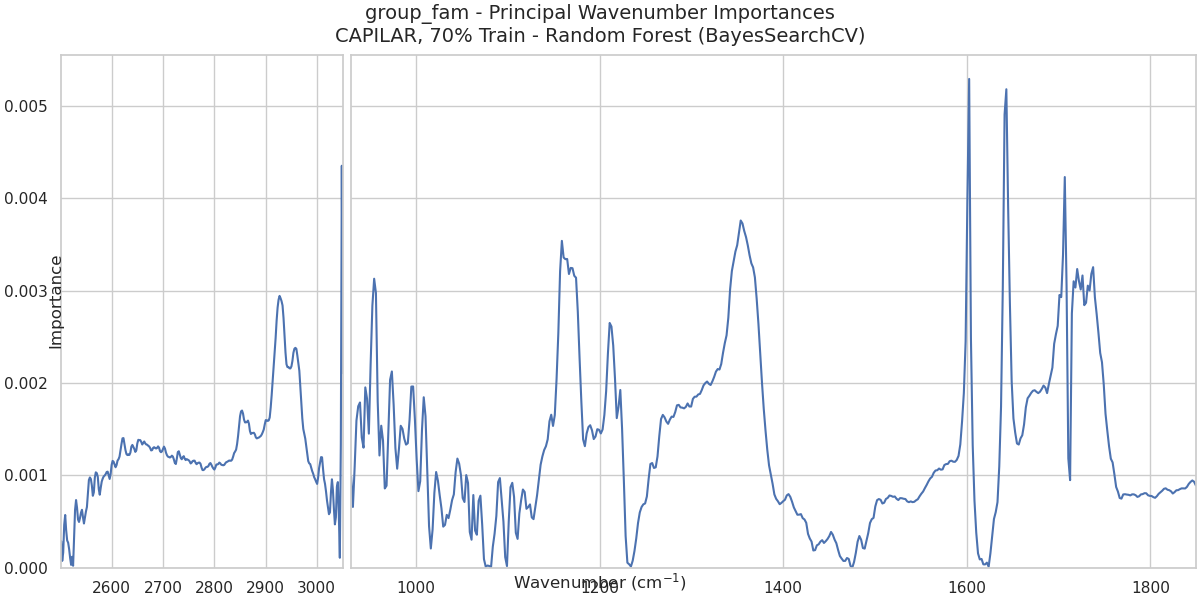 group_fam - Principal Wavenumber Importances
CAPILAR, 70% Train - Random Forest (BayesSearchCV)
0.005
0.004
0.003
0.002
0.001
0.000
Importance
2600 2700 2800 2900 3000 1000 1200 1400 1600 1800
Wavenumber (cm⁻¹)